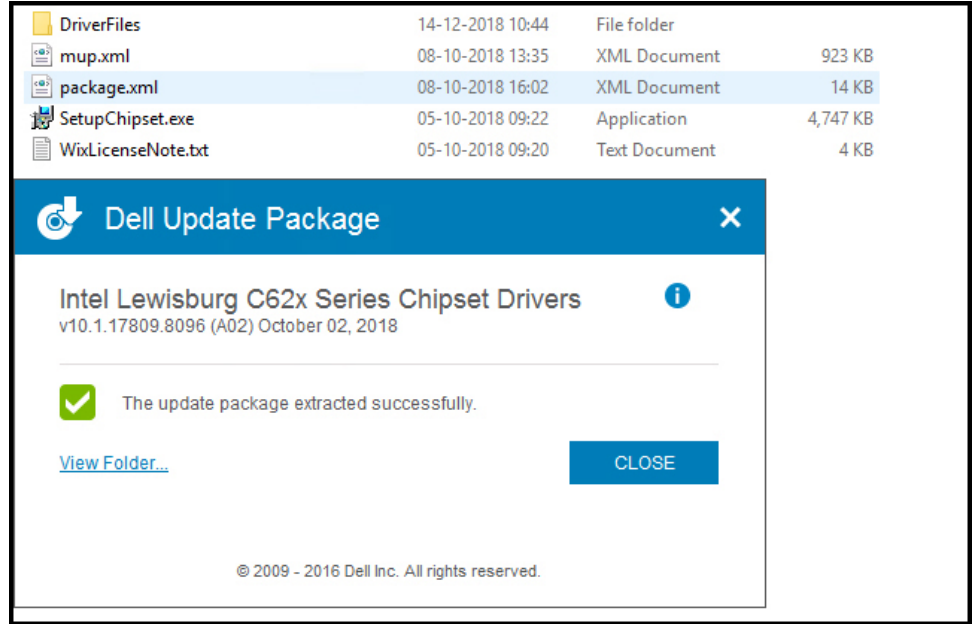 DriverFiles 14-12-2018 10:44 File folder
mup.xml 08-10-2018 13:35 XML Document 923 KB
package.xml 08-10-2018 16:02 XML Document 14 KB
SetupChipset.exe 05-10-2018 09:22 Application 4,747 KB
WixLicenseNote.txt 05-10-2018 09:20 Text Document 4 KB
Dell Update Package
Intel Lewisburg C62x Series Chipset Drivers
v10.1.17809.8096 (A02) October 02, 2018
The update package extracted successfully.
View Folder... CLOSE
© 2009 - 2016 Dell Inc. All rights reserved.